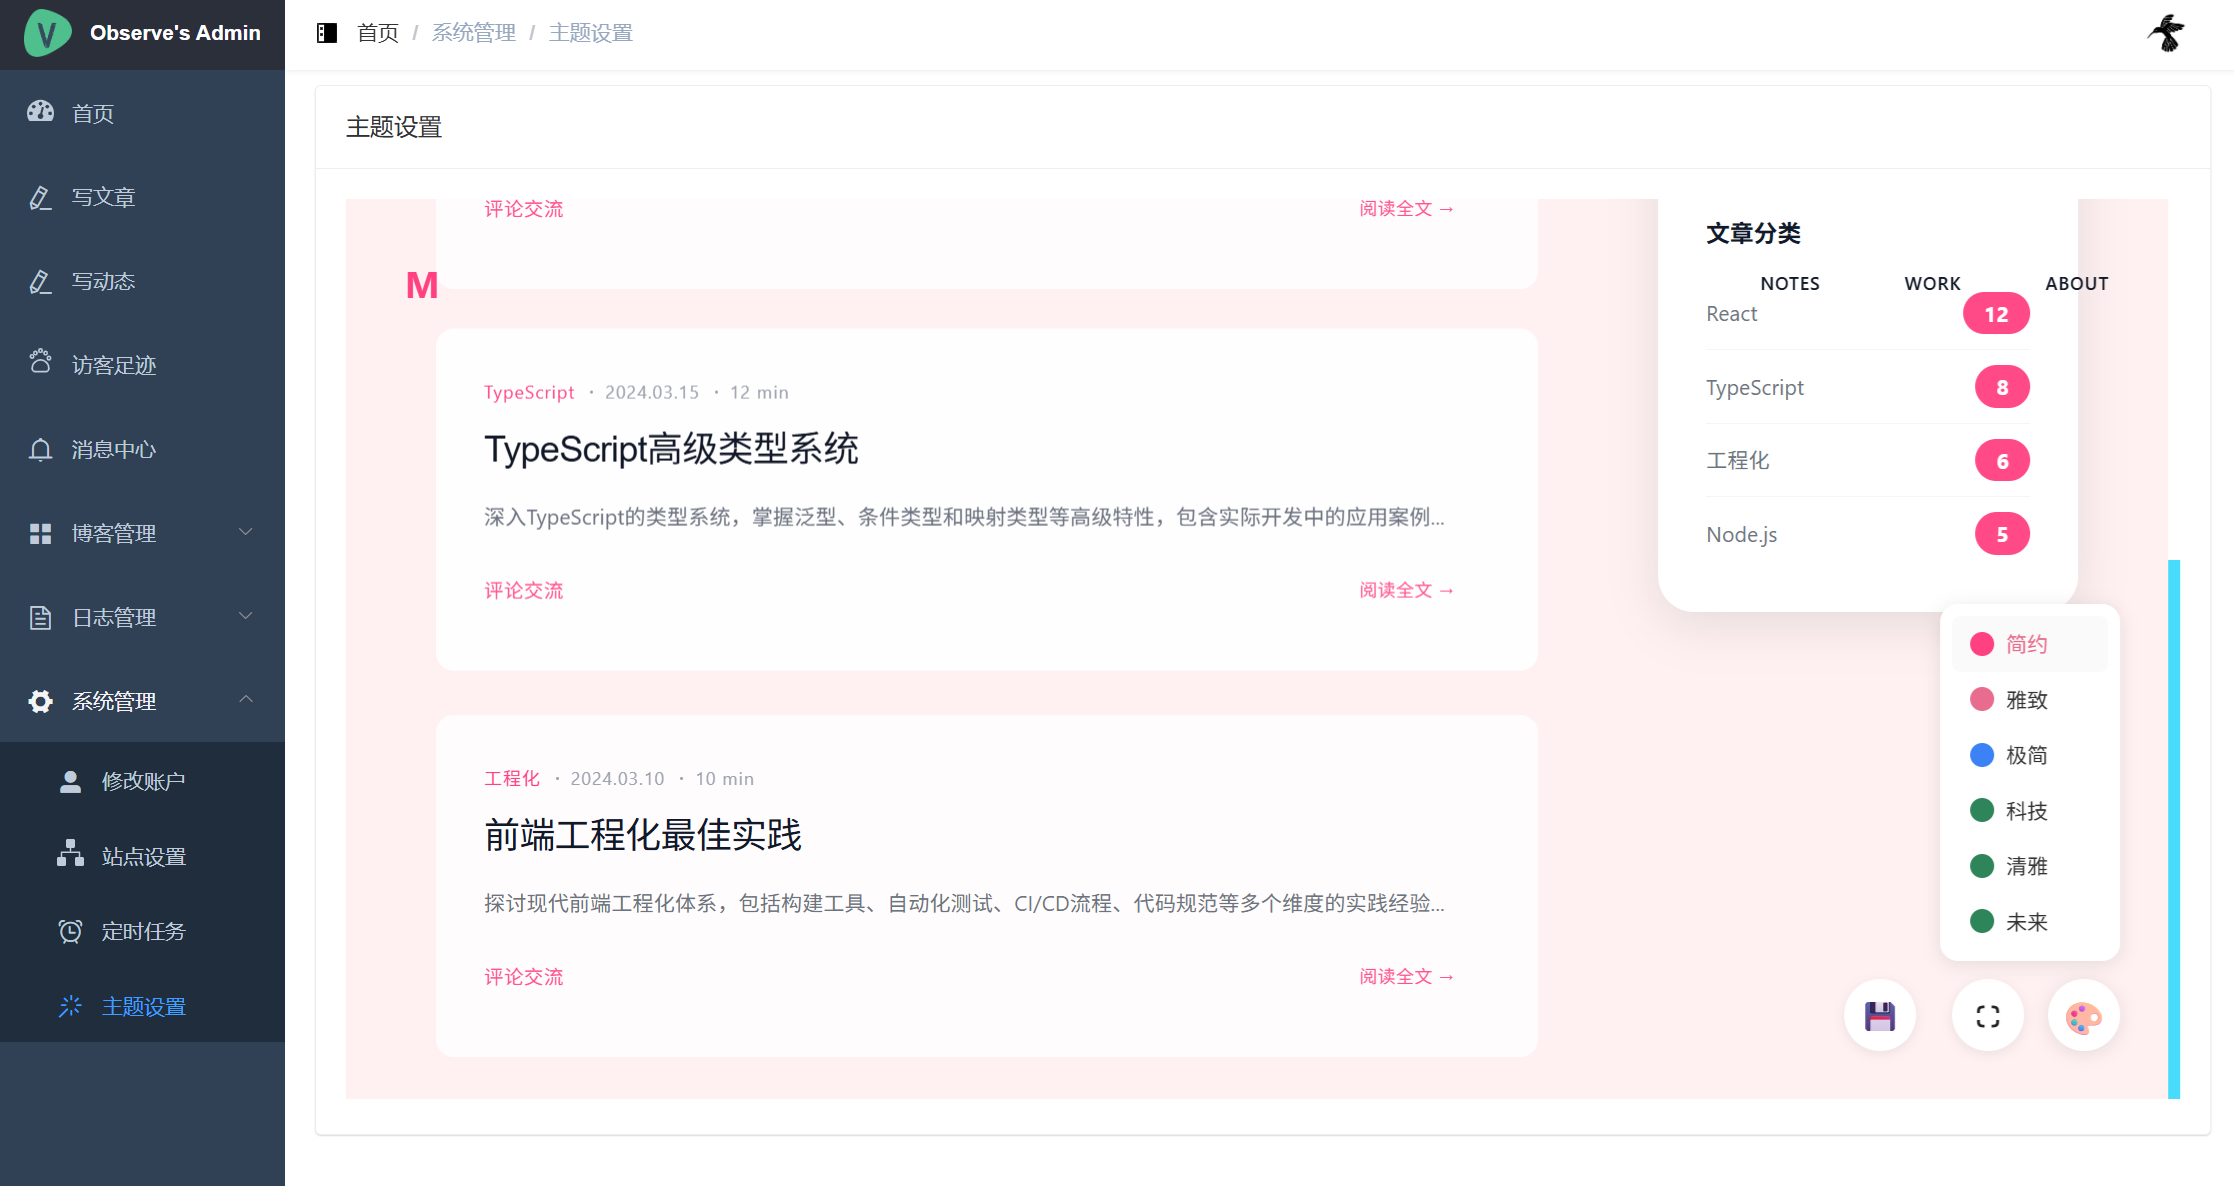 Observe's Admin
首页 / 系统管理 / 主题设置
首页
写文章
写动态
访客足迹
消息中心
博客管理
日志管理
系统管理
修改账户
站点设置
定时任务
主题设置
主题设置
M
NOTES WORK ABOUT
评论交流 阅读全文 →
TypeScript · 2024.03.15 · 12 min
TypeScript高级类型系统
深入TypeScript的类型系统，掌握泛型、条件类型和映射类型等高级特性，包含实际开发中的应用案例...
评论交流 阅读全文 →
工程化 · 2024.03.10 · 10 min
前端工程化最佳实践
探讨现代前端工程化体系，包括构建工具、自动化测试、CI/CD流程、代码规范等多个维度的实践经验...
评论交流 阅读全文 →
文章分类
React 12
TypeScript 8
工程化 6
Node.js 5
简约
雅致
极简
科技
清雅
未来